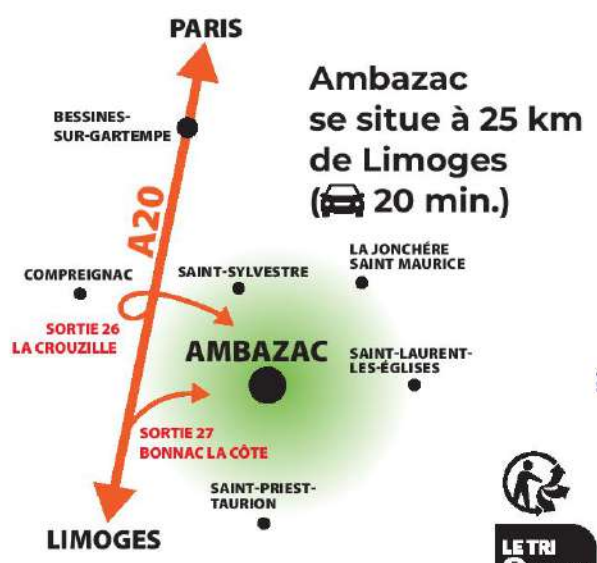 PARIS
Ambazac
se situe à 25 km
de Limoges
( 20 min.)
BESSINES-
SUR-GARTEMPE
A20
LA JONCHÉRE
SAINT MAURICE
COMPREIGNAC
SAINT-SYLVESTRE
SORTIE 26
LA CROUZILLE
AMBAZAC
SAINT-LAURENT-
LES-ÉGLISES
SORTIE 27
BONNAC LA CÔTE
SAINT-PRIEST-
TAURION
LIMOGES
LE TRI